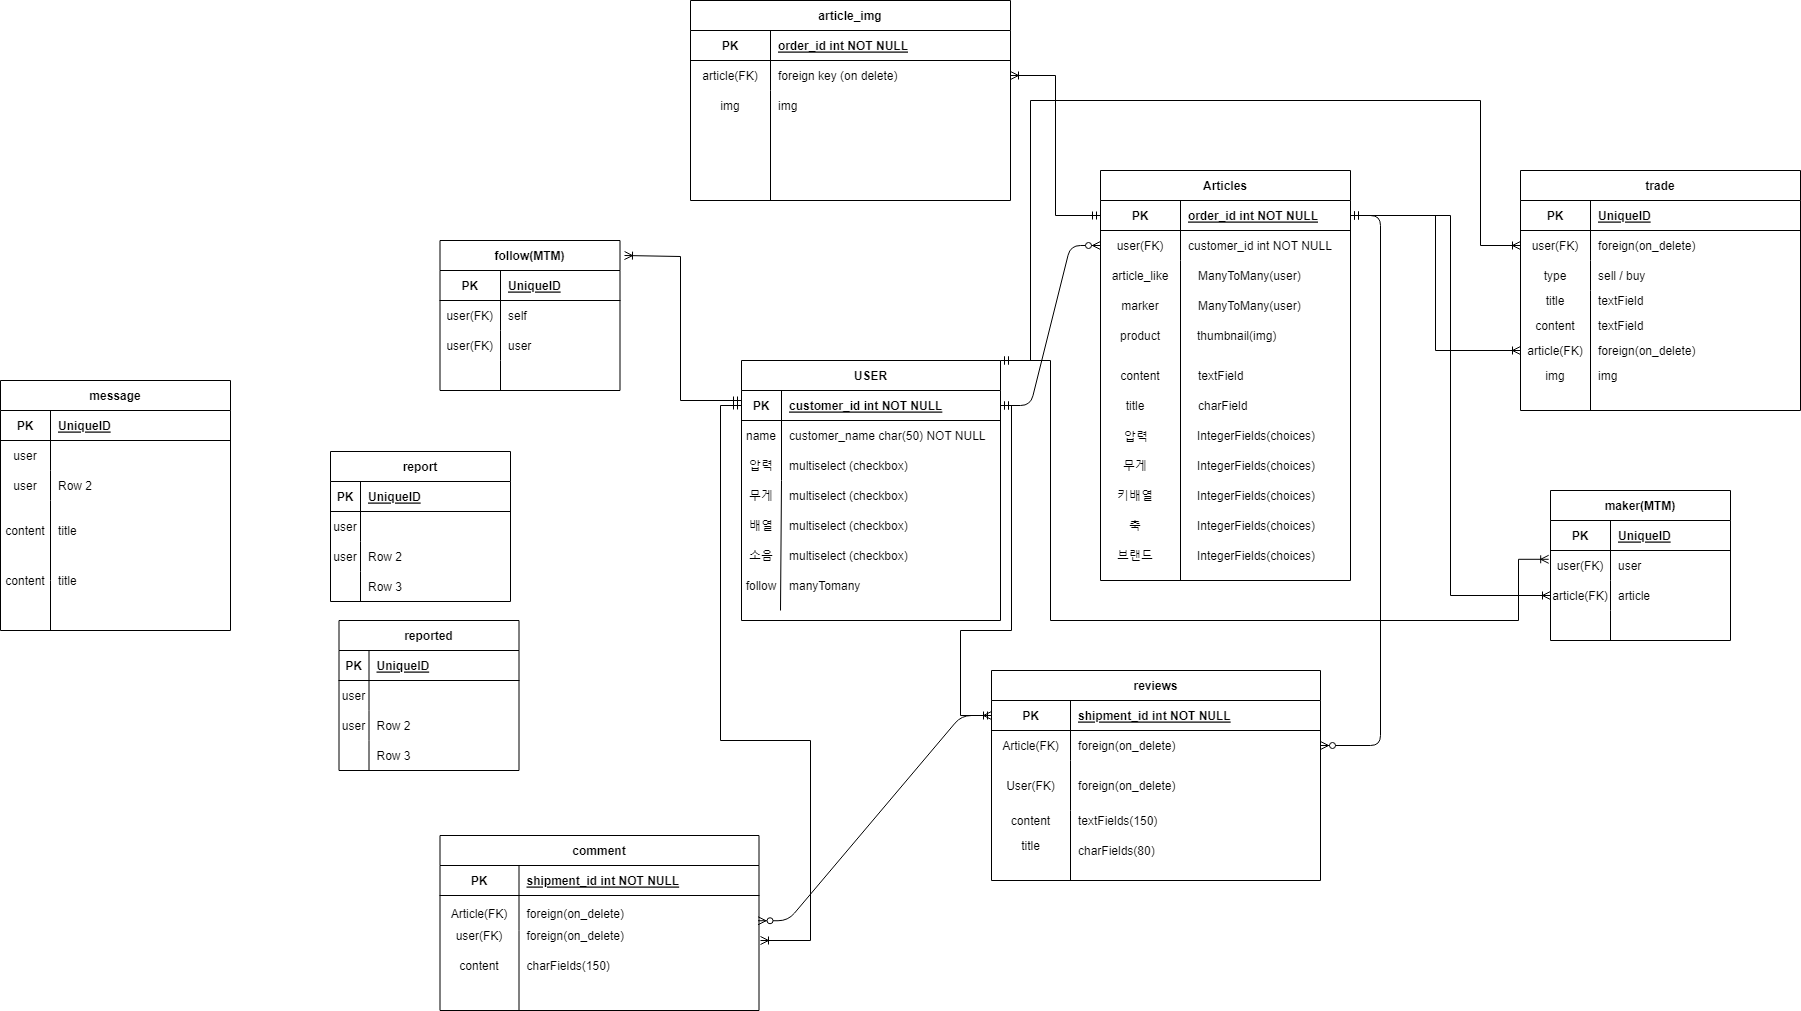 article_img
PK order_id int NOT NULL
article(FK) foreign key (on delete)
img img
Articles
PK order_id int NOT NULL
user(FK) customer_id int NOT NULL
article_like ManyToMany(user)
marker ManyToMany(user)
product thumbnail(img)
content textField
title charField
압력 IntegerFields(choices)
무게 IntegerFields(choices)
키배열 IntegerFields(choices)
축 IntegerFields(choices)
브랜드 IntegerFields(choices)
trade
PK UniqueID
user(FK) foreign(on_delete)
type sell / buy
title textField
content textField
article(FK) foreign(on_delete)
img img
follow(MTM)
PK UniqueID
user(FK) self
user(FK) user
USER
PK customer_id int NOT NULL
name customer_name char(50) NOT NULL
압력 multiselect (checkbox)
무게 multiselect (checkbox)
배열 multiselect (checkbox)
소음 multiselect (checkbox)
follow manyTomany
message
PK UniqueID
user
user Row 2
content title
content title
report
PK UniqueID
user
user Row 2
Row 3
reported
PK UniqueID
user
user Row 2
Row 3
maker(MTM)
PK UniqueID
user(FK) user
article(FK) article
reviews
PK shipment_id int NOT NULL
Article(FK) foreign(on_delete)
User(FK) foreign(on_delete)
content textFields(150)
title charFields(80)
comment
PK shipment_id int NOT NULL
Article(FK) foreign(on_delete)
user(FK) foreign(on_delete)
content charFields(150)